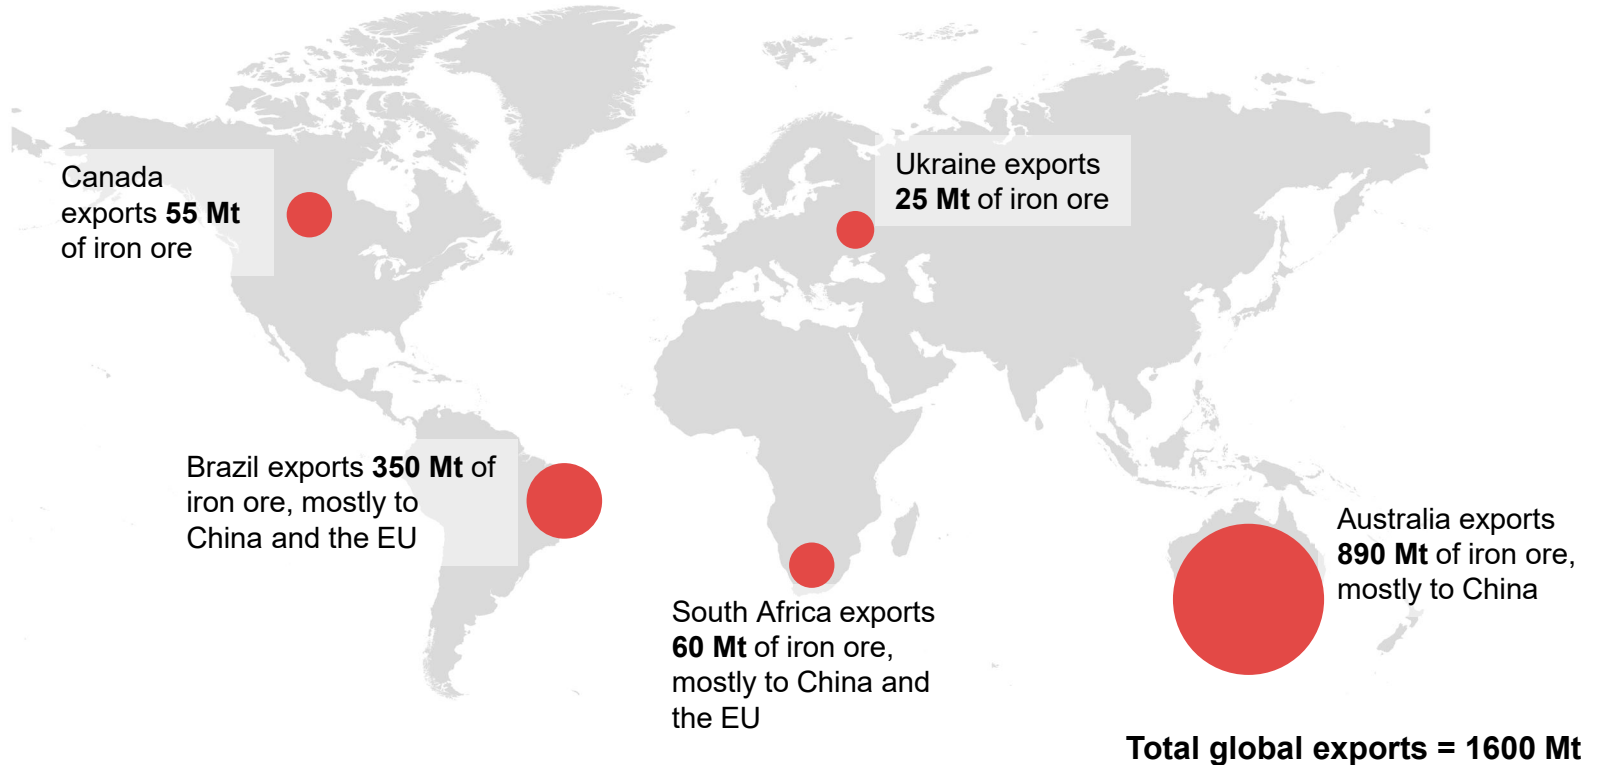 Canada
exports 55 Mt
of iron ore
Ukraine exports
25 Mt of iron ore
Brazil exports 350 Mt of
iron ore, mostly to
China and the EU
South Africa exports
60 Mt of iron ore,
mostly to China and
the EU
Australia exports
890 Mt of iron ore,
mostly to China
Total global exports = 1600 Mt